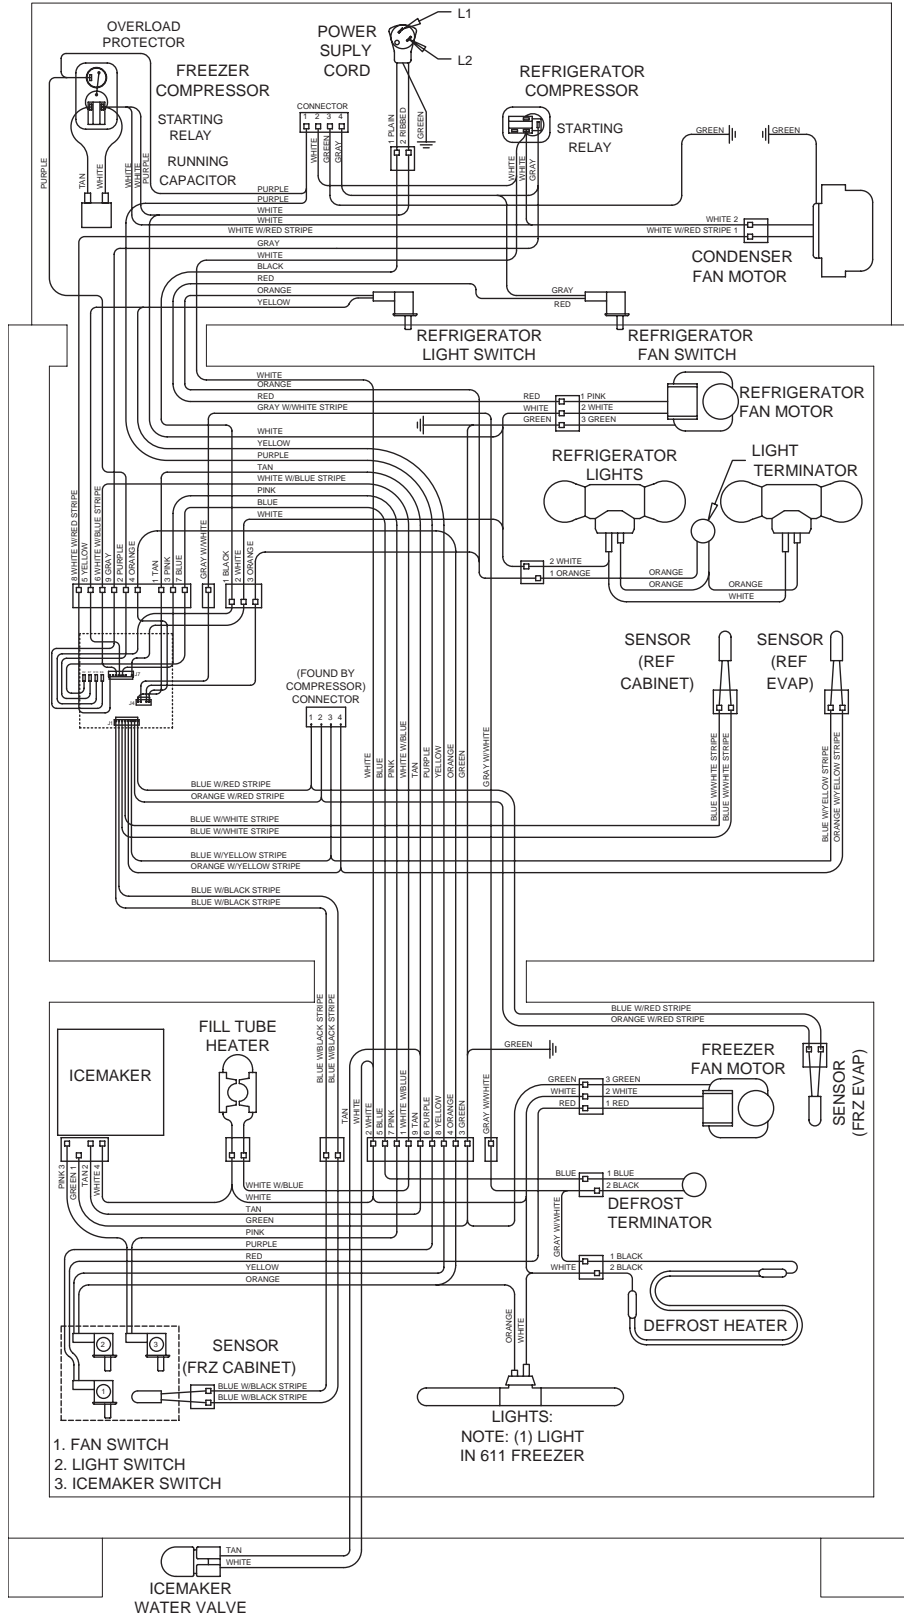 OVERLOAD
PROTECTOR
POWER
SUPLY
CORD
L1
L2
FREEZER
COMPRESSOR
REFRIGERATOR
COMPRESSOR
CONNECTOR
1 2 3 4
STARTING
RELAY
STARTING
RELAY
RUNNING
CAPACITOR
1 PLAIN
2 RIBBED
GREEN
WHITE
GREEN
GRAY
WHITE
WHITE
GRAY
GREEN
GREEN
PURPLE
TAN
WHITE
WHITE
WHITE
PURPLE
PURPLE
PURPLE
WHITE
WHITE
WHITE W/RED STRIPE
GRAY
WHITE
BLACK
RED
ORANGE
YELLOW
WHITE 2
WHITE W/RED STRIPE 1
CONDENSER
FAN MOTOR
GRAY
RED
REFRIGERATOR
LIGHT SWITCH
REFRIGERATOR
FAN SWITCH
WHITE
ORANGE
RED
GRAY W/WHITE STRIPE
WHITE
YELLOW
PURPLE
TAN
WHITE W/BLUE STRIPE
PINK
BLUE
WHITE
RED
WHITE
GREEN
1 PINK
2 WHITE
3 GREEN
REFRIGERATOR
FAN MOTOR
REFRIGERATOR
LIGHTS
LIGHT
TERMINATOR
8 WHITE W/RED STRIPE
5 YELLOW
6 WHITE W/BLUE STRIPE
9 GRAY
2 PURPLE
4 ORANGE
1 TAN
3 PINK
7 BLUE
GRAY W/WHITE
1 BLACK
2 WHITE
3 ORANGE
2 WHITE
1 ORANGE
ORANGE
ORANGE
ORANGE
WHITE
J7
J4
J1
(FOUND BY
COMPRESSOR)
CONNECTOR
1 2 3 4
SENSOR
(REF
CABINET)
SENSOR
(REF
EVAP)
WHITE
BLUE
PINK
WHITE W/BLUE
TAN
PURPLE
YELLOW
ORANGE
GREEN
GRAY W/WHITE
BLUE W/WHITE STRIPE
BLUE W/WHITE STRIPE
BLUE W/YELLOW STRIPE
ORANGE W/YELLOW STRIPE
BLUE W/RED STRIPE
ORANGE W/RED STRIPE
BLUE W/WHITE STRIPE
BLUE W/WHITE STRIPE
BLUE W/YELLOW STRIPE
ORANGE W/YELLOW STRIPE
BLUE W/BLACK STRIPE
BLUE W/BLACK STRIPE
BLUE W/RED STRIPE
ORANGE W/RED STRIPE
ICEMAKER
FILL TUBE
HEATER
BLUE W/BLACK STRIPE
BLUE W/BLACK STRIPE
TAN
WHITE
2 WHITE
5 BLUE
7 PINK
1 WHITE W/BLUE
9 TAN
6 PURPLE
8 YELLOW
4 ORANGE
3 GREEN
GRAY W/WHITE
GREEN
FREEZER
FAN MOTOR
GREEN
WHITE
RED
3 GREEN
2 WHITE
1 RED
SENSOR
(FRZ EVAP)
PINK 3
GREEN 1
TAN 2
WHITE 4
WHITE W/BLUE
WHITE
TAN
GREEN
PINK
PURPLE
RED
YELLOW
ORANGE
BLUE
1 BLUE
2 BLACK
DEFROST
TERMINATOR
GRAY W/WHITE
WHITE
1 BLACK
2 BLACK
DEFROST HEATER
ORANGE
WHITE
2
3
1
SENSOR
(FRZ CABINET)
BLUE W/BLACK STRIPE
BLUE W/BLACK STRIPE
LIGHTS:
NOTE: (1) LIGHT
IN 611 FREEZER
1. FAN SWITCH
2. LIGHT SWITCH
3. ICEMAKER SWITCH
TAN
WHITE
ICEMAKER
WATER VALVE